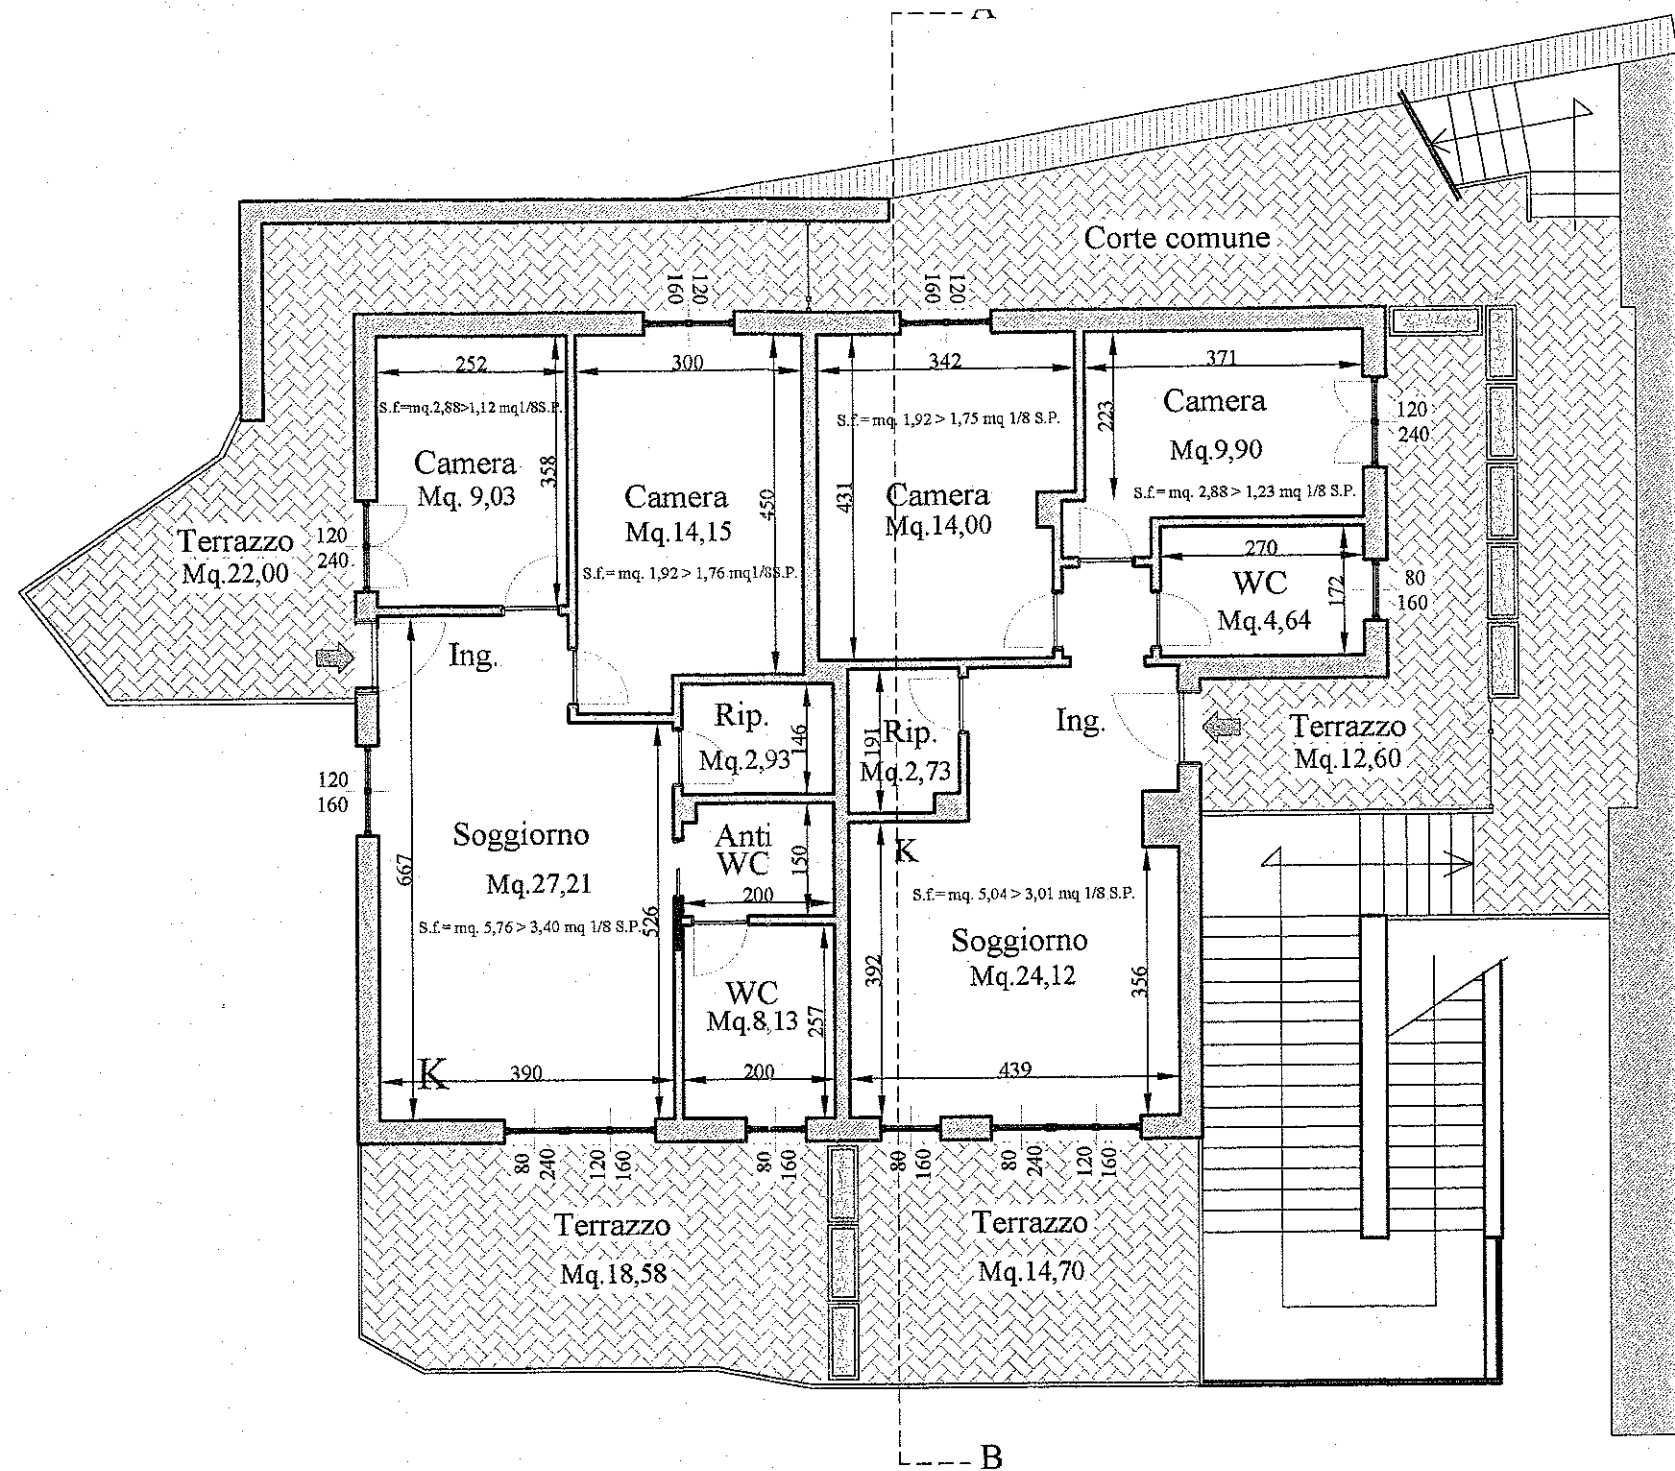 A
Corte comune
160
120
160
120
252
300
342
371
S.f.=mq.2,88>1,12 mq1/8S.P.
S.f.= mq. 1,92 > 1,75 mq 1/8 S.P.
223
Camera
Mq.9,90
120
240
S.f.= mq. 2,88 > 1,23 mq 1/8 S.P.
Camera
Mq. 9,03
358
Camera
Mq.14,15
450
S.f.= mq. 1,92 > 1,76 mq1/8S.P.
431
Camera
Mq.14,00
Terrazzo
Mq.22,00
120
240
270
WC
Mq.4,64
172
80
160
Ing.
Rip.
Mq.2,93
146
191
Rip.
Mq.2,73
Ing.
Terrazzo
Mq.12,60
120
160
Soggiorno
Mq.27,21
667
S.f.= mq. 5,76 > 3,40 mq 1/8 S.P.
526
Anti
WC
150
200
K
S.f.= mq. 5,04 > 3,01 mq 1/8 S.P.
Soggiorno
Mq.24,12
392
356
WC
Mq.8,13
257
K
390
200
439
80
240
120
160
80
160
80
160
80
240
120
160
Terrazzo
Mq.18,58
Terrazzo
Mq.14,70
B